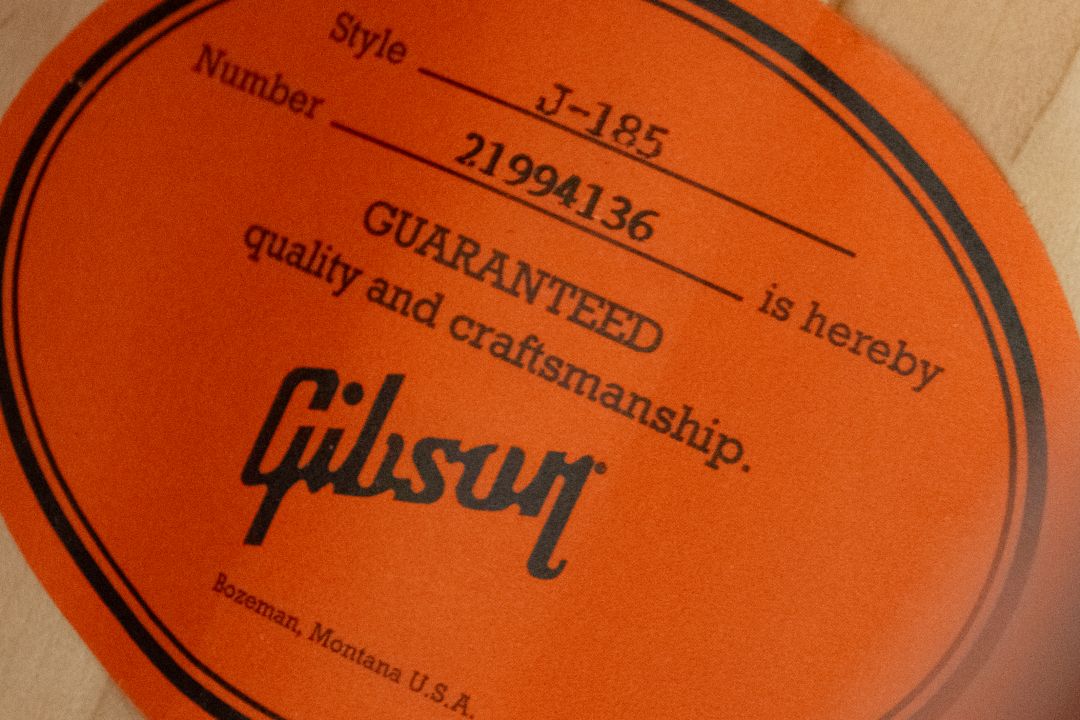 Style J-185
Number 21994136 is hereby
GUARANTEED
quality and craftsmanship.
Gibson
Bozeman, Montana U.S.A.